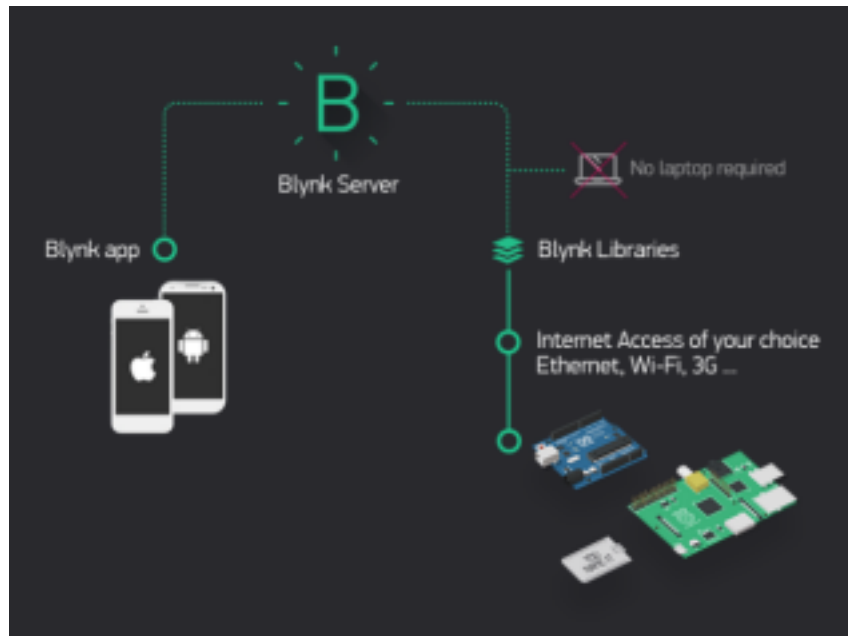 B
Blynk Server
No laptop required
Blynk app
Blynk Libraries
Internet Access of your choice
Ethernet, Wi-Fi, 3G ...